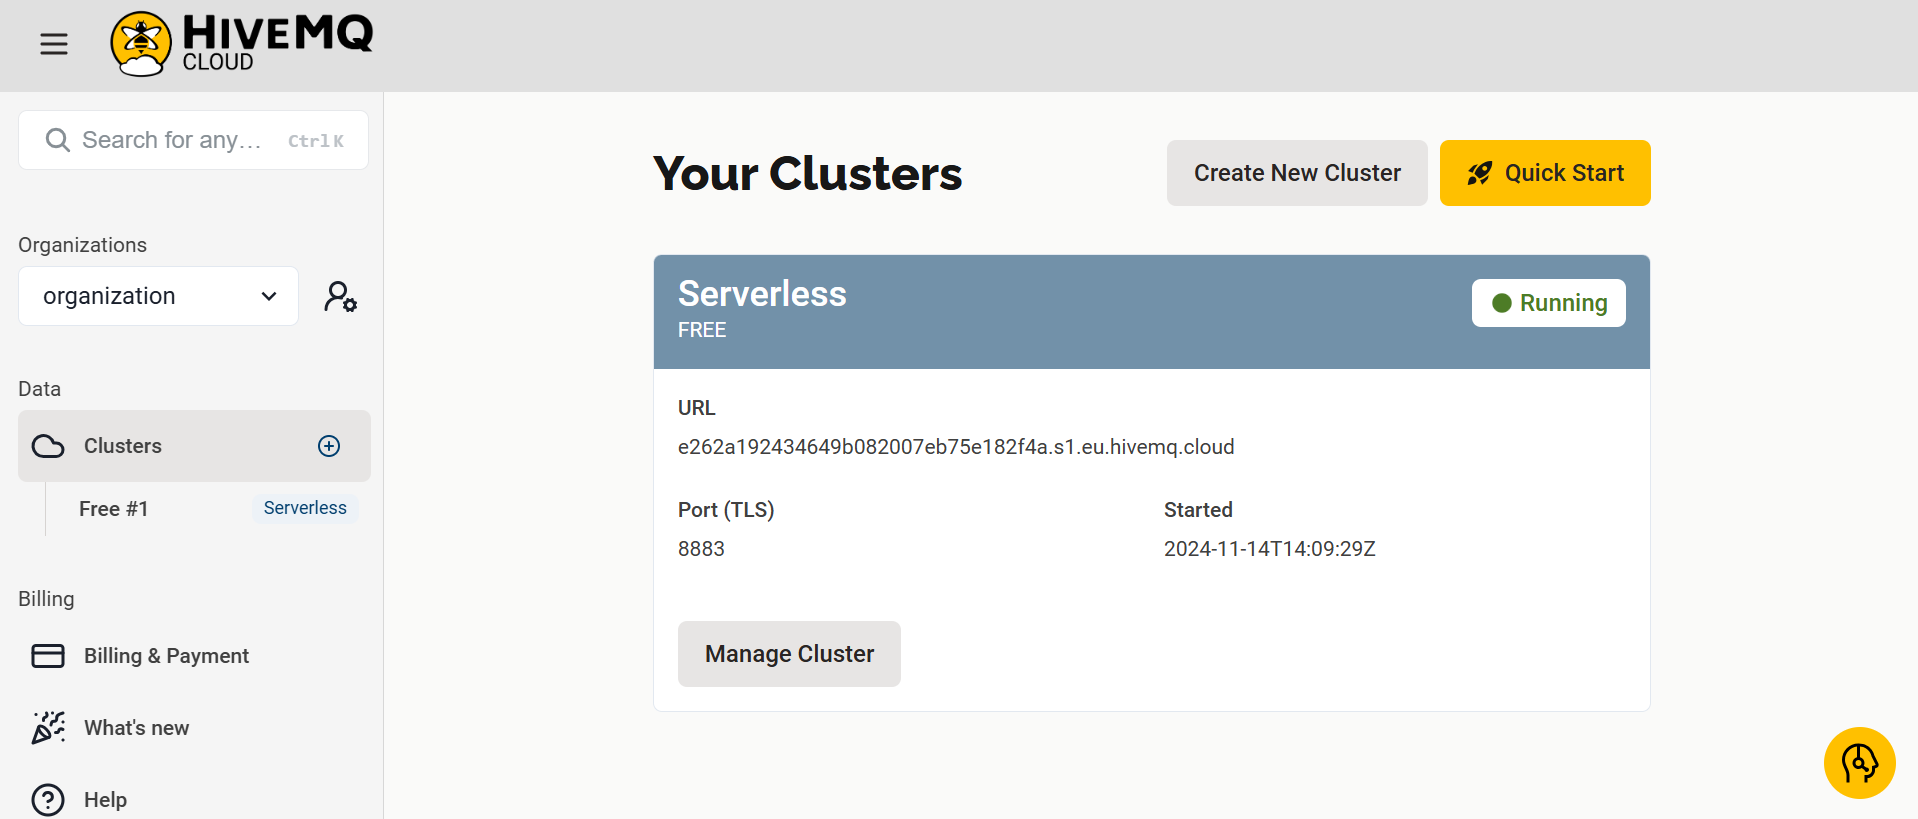 HIVEMQ
CLOUD
Search for any...
Ctrl K
Organizations
organization
Data
Clusters
Free #1
Serverless
Billing
Billing & Payment
What's new
Help
Your Clusters
Create New Cluster
Quick Start
Serverless
FREE
Running
URL
e262a192434649b082007eb75e182f4a.s1.eu.hivemq.cloud
Port (TLS)
8883
Started
2024-11-14T14:09:29Z
Manage Cluster